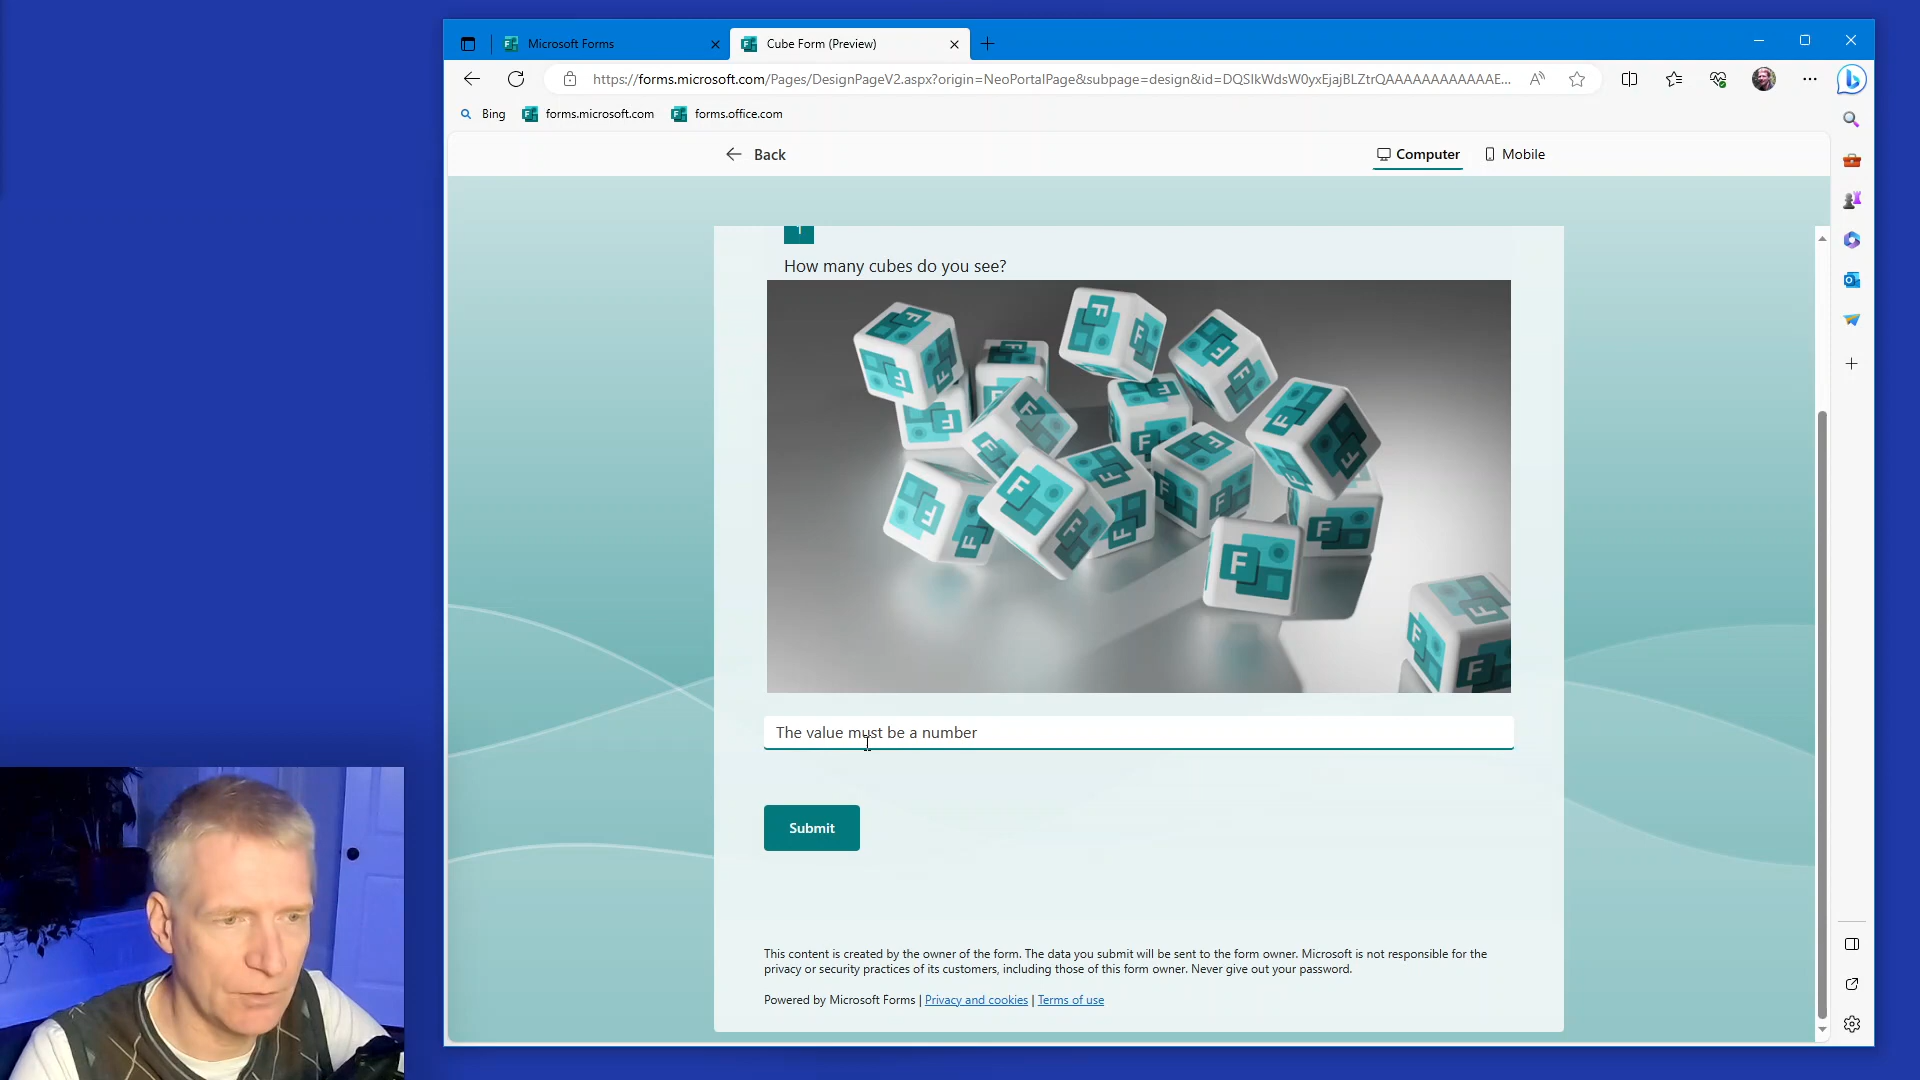 Microsoft Forms
Cube Form (Preview)
https://forms.microsoft.com/Pages/DesignPageV2.aspx?origin=NeoPortalPage&subpage=design&id=DQSIkWdsW0yxEjajBLZtrQAAAAAAAAAAAAE...
Bing
forms.microsoft.com
forms.office.com
Back
Computer
Mobile
How many cubes do you see?
The value must be a number
Submit
This content is created by the owner of the form. The data you submit will be sent to the form owner. Microsoft is not responsible for the
privacy or security practices of its customers, including those of this form owner. Never give out your password.
Powered by Microsoft Forms | Privacy and cookies | Terms of use